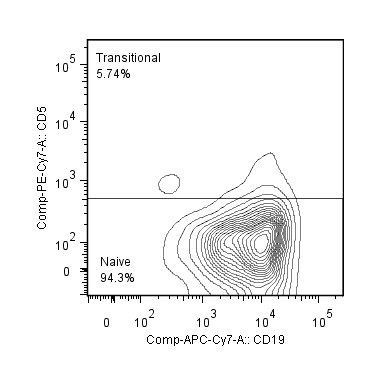 Transitional
5.74%
10^5
10^4
10^3
10^2
0
Comp-PE-Cy7-A:: CD5
Naive
94.3%
0 10^2 10^3 10^4 10^5
Comp-APC-Cy7-A:: CD19